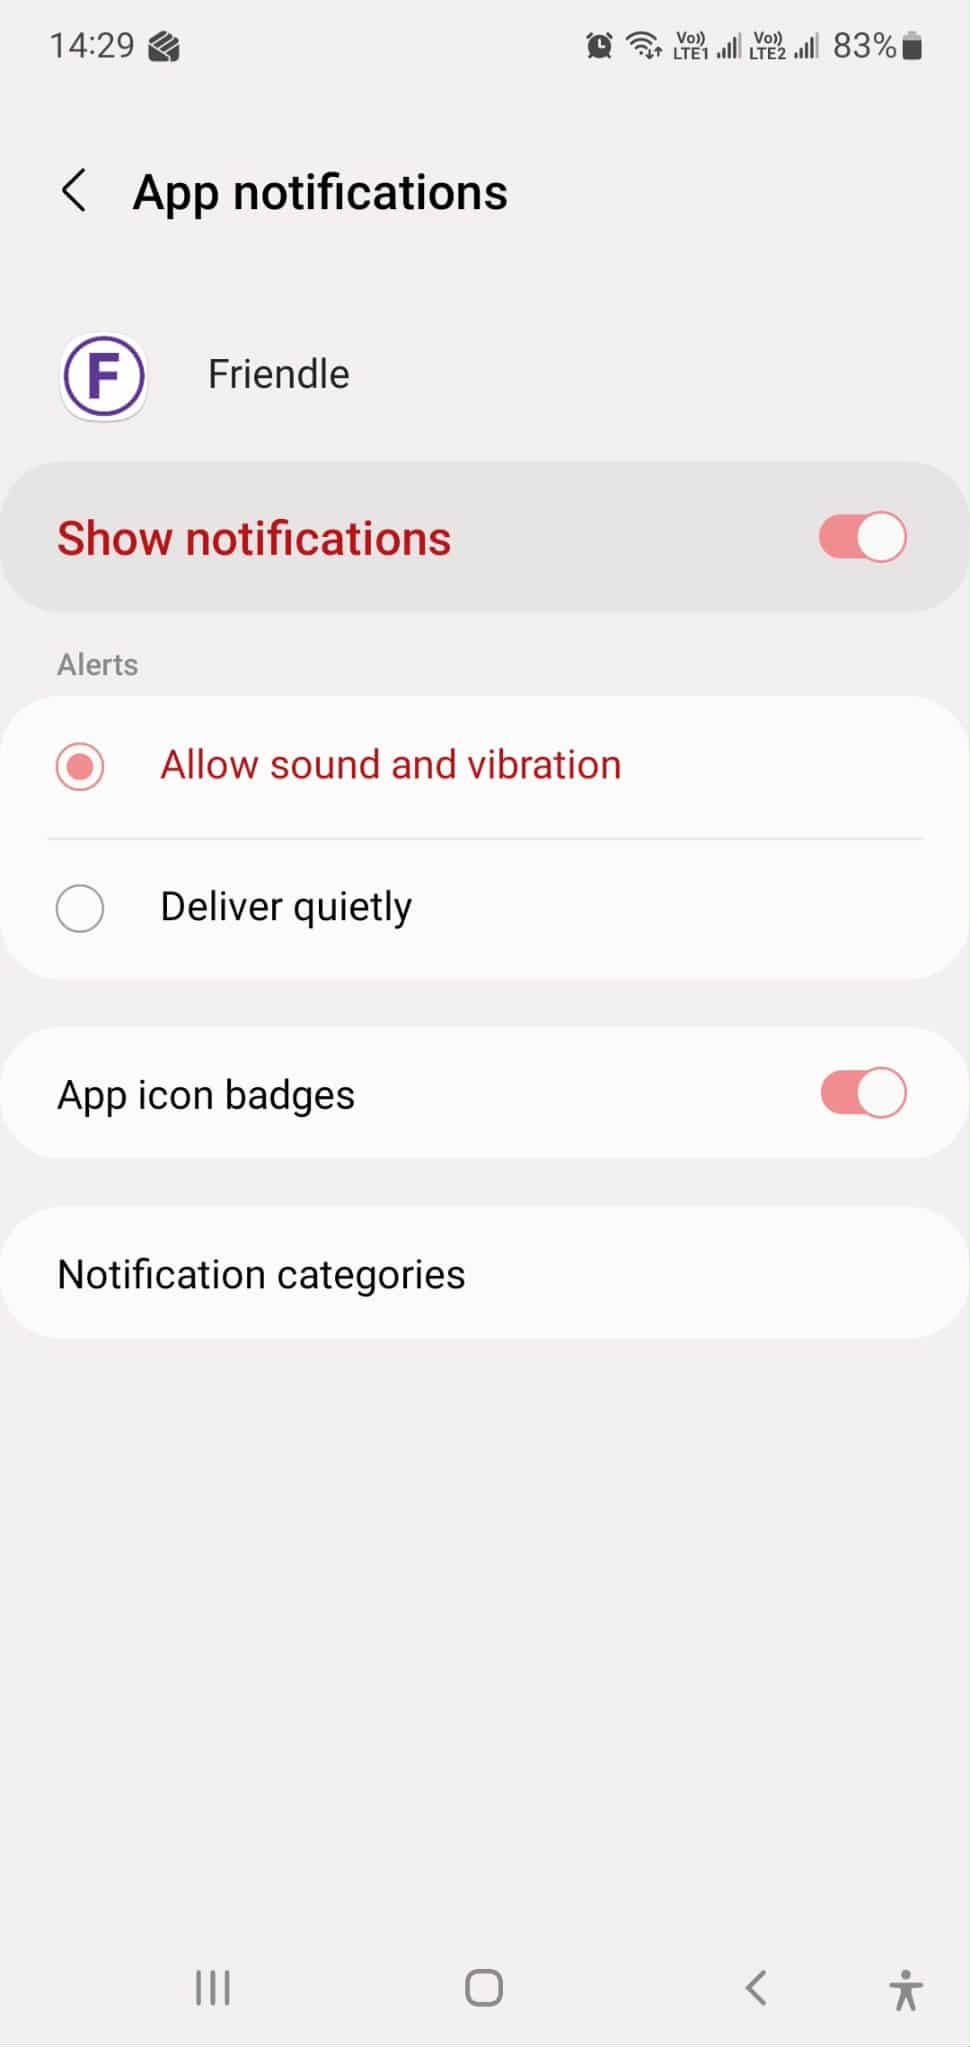 14:29
Vo)) LTE1 Vo)) LTE2 83%
App notifications
F
Friendle
Show notifications
Alerts
Allow sound and vibration
Deliver quietly
App icon badges
Notification categories